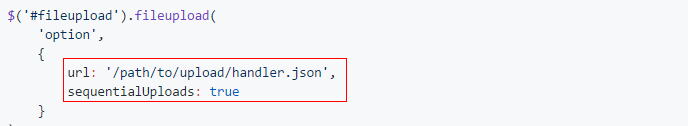 $('#fileupload').fileupload(
'option',
{
url: '/path/to/upload/handler.json',
sequentialUploads: true
}